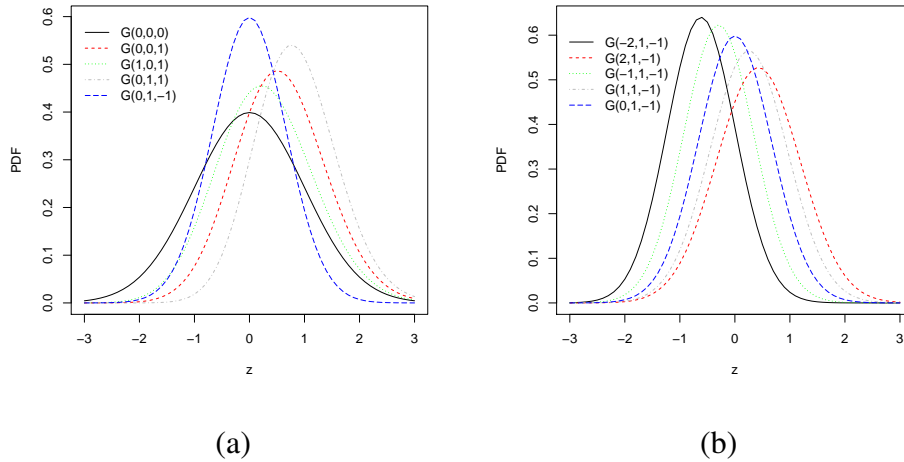 G(0,0,0)
G(0,0,1)
G(1,0,1)
G(0,1,1)
G(0,1,−1)
PDF
0.0
0.1
0.2
0.3
0.4
0.5
0.6
−3 −2 −1 0 1 2 3
z
(a)
G(−2,1,−1)
G(2,1,−1)
G(−1,1,−1)
G(1,1,−1)
G(0,1,−1)
PDF
0.0
0.1
0.2
0.3
0.4
0.5
0.6
−3 −2 −1 0 1 2 3
z
(b)